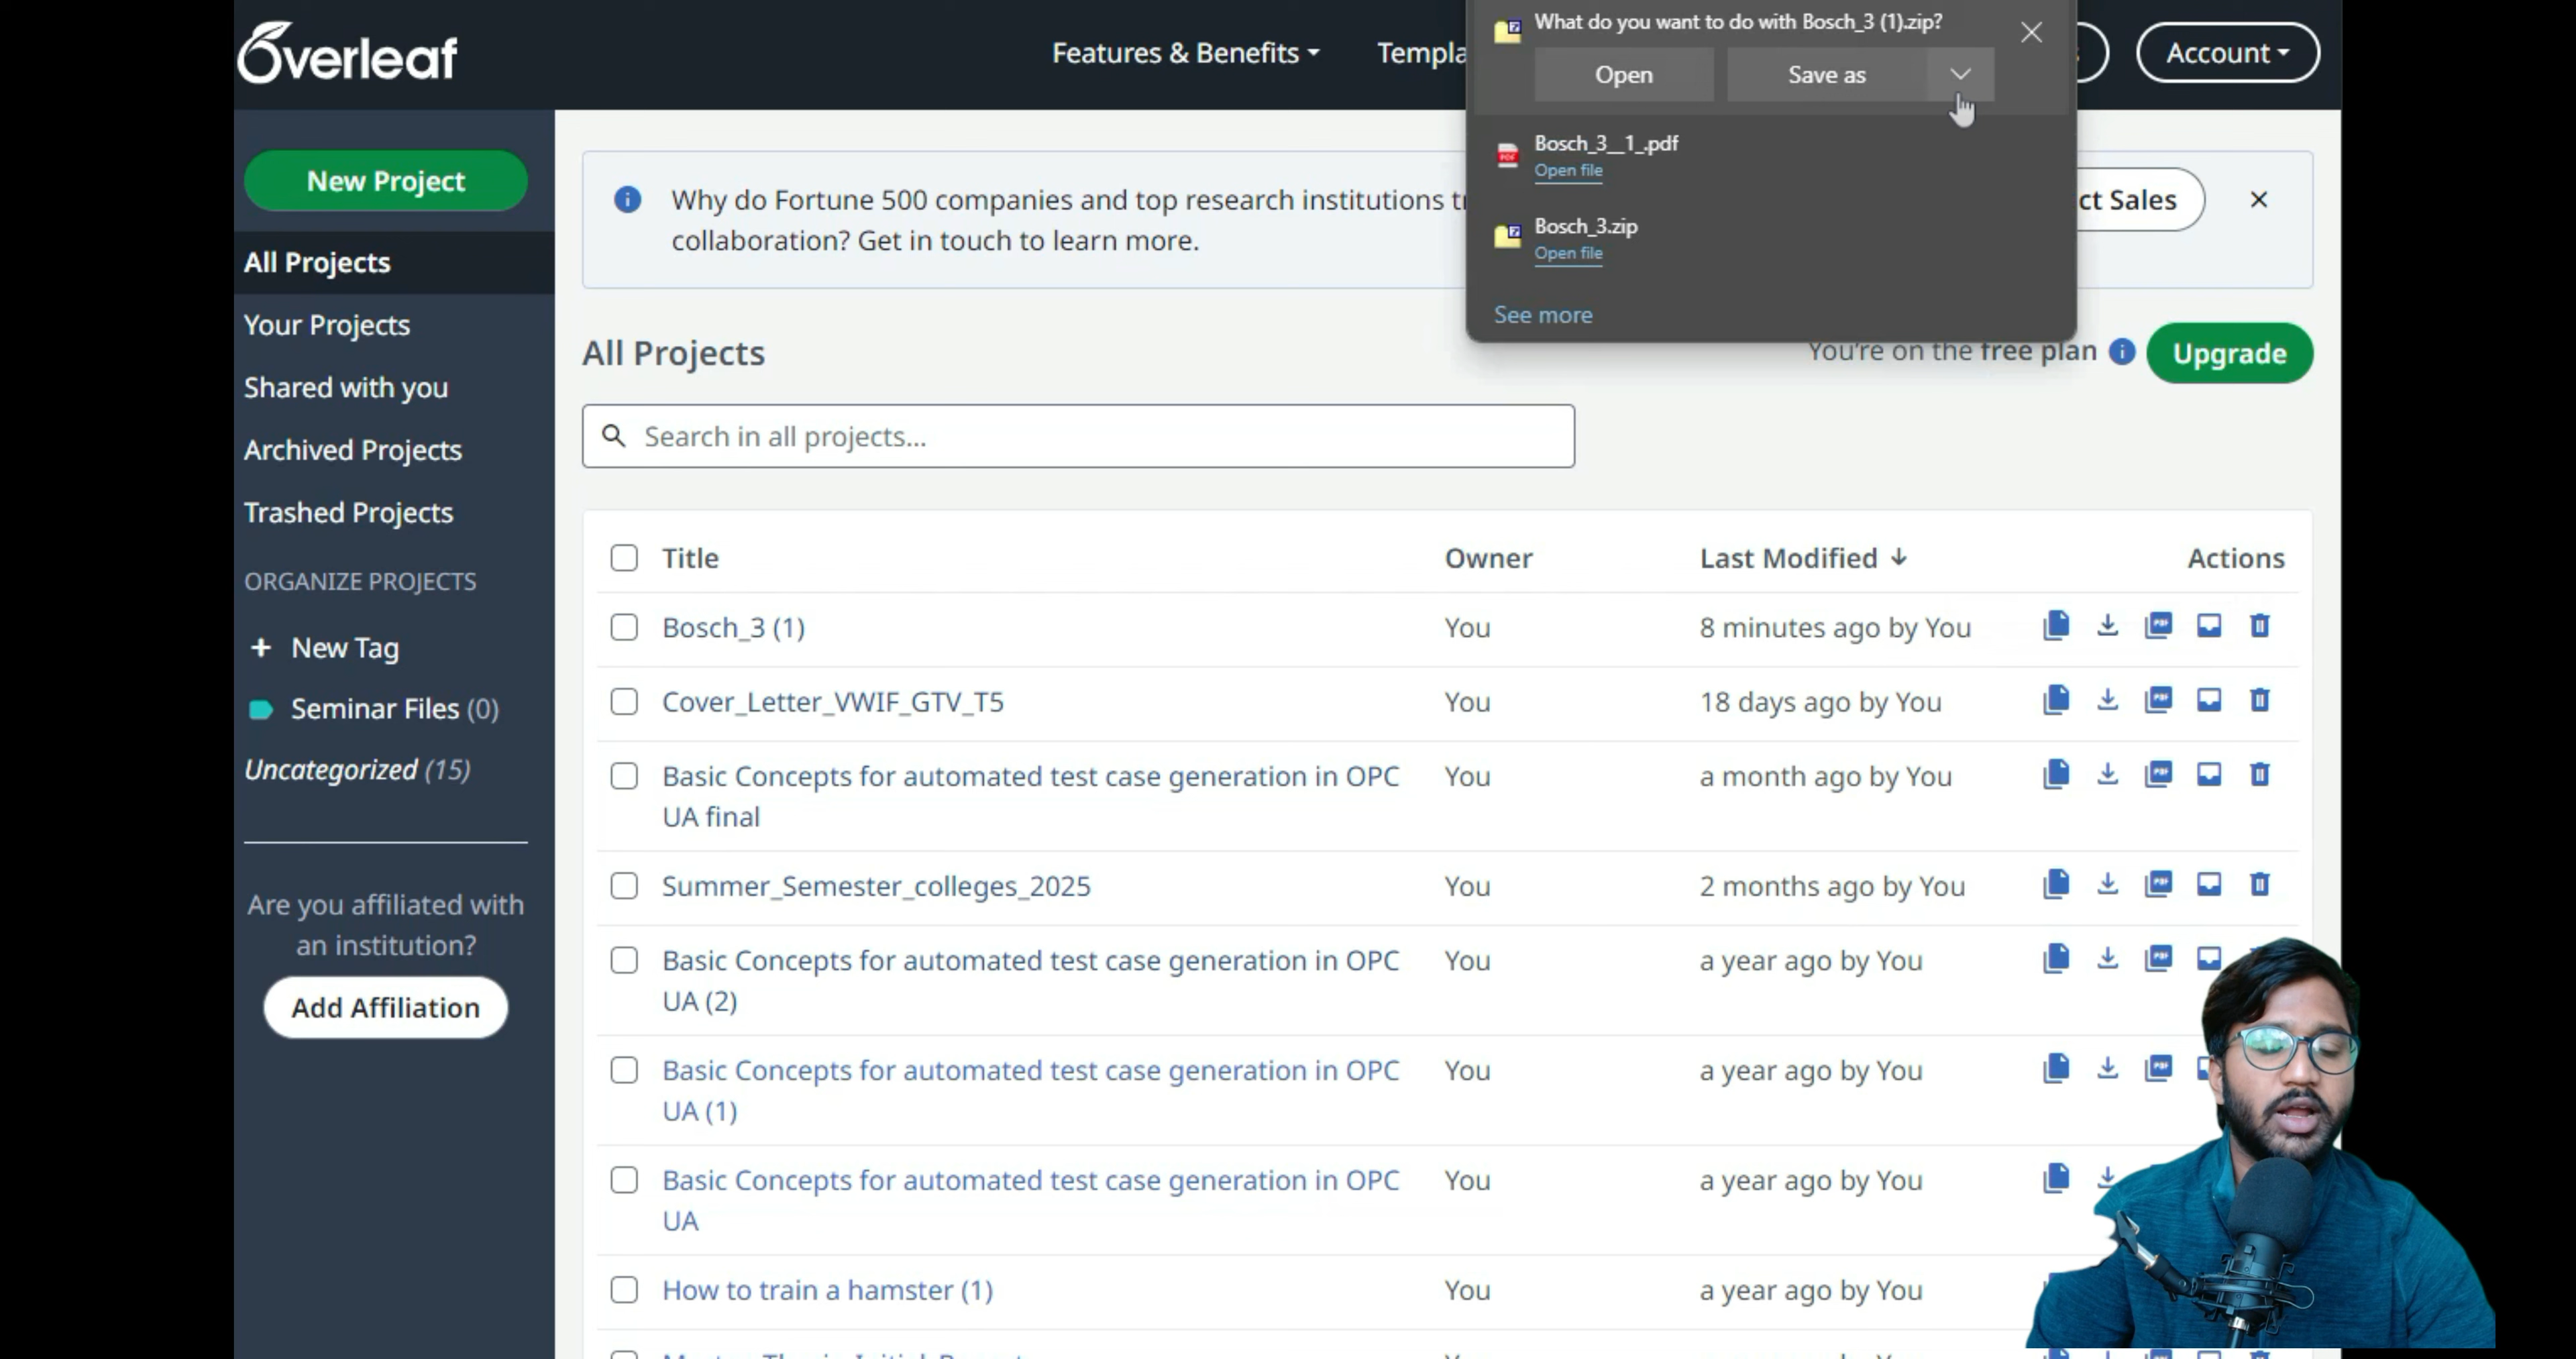 Overleaf
Features & Benefits
Templa
Account
What do you want to do with Bosch_3 (1).zip?
Open
Save as
Bosch_3__1_.pdf
Open file
Bosch_3.zip
Open file
See more
New Project
All Projects
Your Projects
Shared with you
Archived Projects
Trashed Projects
ORGANIZE PROJECTS
+ New Tag
Seminar Files (0)
Uncategorized (15)
Are you affiliated with
an institution?
Add Affiliation
Why do Fortune 500 companies and top research institutions
collaboration? Get in touch to learn more.
ct Sales
All Projects
You're on the free plan
Upgrade
Search in all projects...
Title Owner Last Modified Actions
Bosch_3 (1) You 8 minutes ago by You
Cover_Letter_VWIF_GTV_T5 You 18 days ago by You
Basic Concepts for automated test case generation in OPC You a month ago by You
UA final
Summer_Semester_colleges_2025 You 2 months ago by You
Basic Concepts for automated test case generation in OPC You a year ago by You
UA (2)
Basic Concepts for automated test case generation in OPC You a year ago by You
UA (1)
Basic Concepts for automated test case generation in OPC You a year ago by You
UA
How to train a hamster (1) You a year ago by You